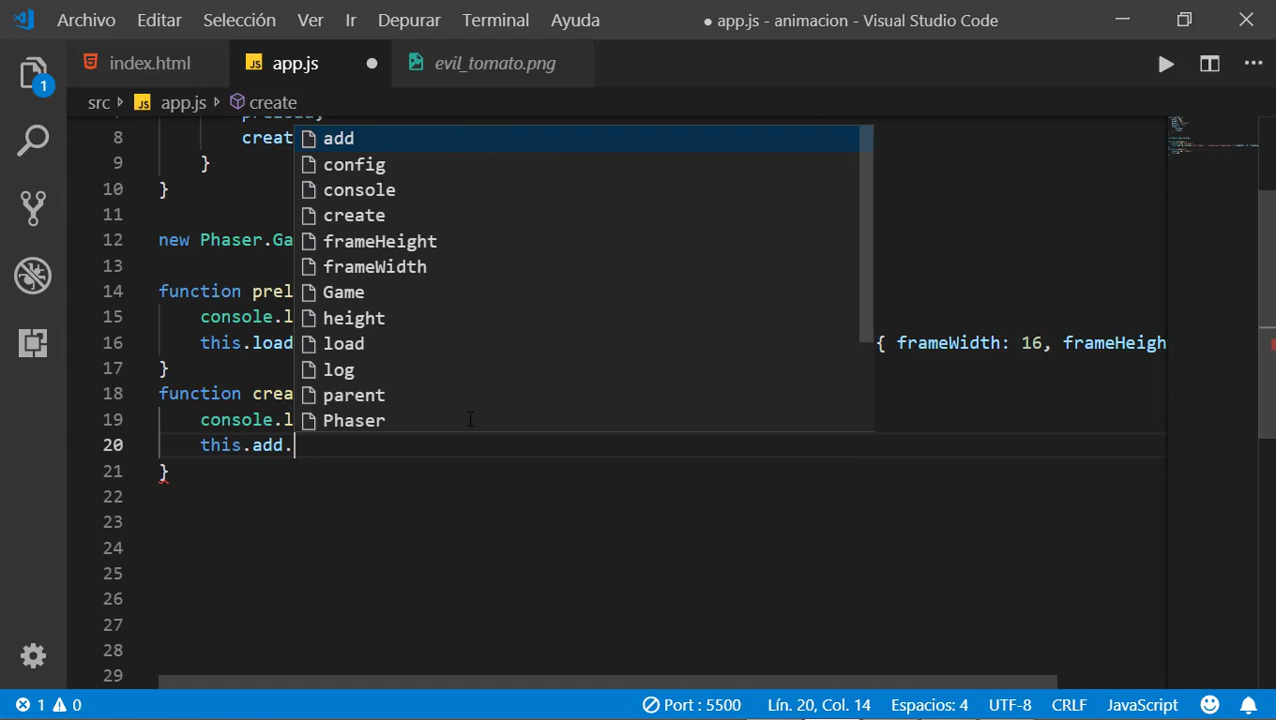 Archivo Editar Selección Ver Ir Depurar Terminal Ayuda ● app.js - animacion - Visual Studio Code
index.html JS app.js ● evil_tomato.png
1
src > JS app.js > create
8 creat
9 }
10 }
11
12 new Phaser.Ga
13
14 function prel
15 console.l
16 this.load { frameWidth: 16, frameHeigh
17 }
18 function crea
19 console.l
20 this.add.
21 }
22
23
24
25
26
27
28
29
add
config
console
create
frameHeight
frameWidth
Game
height
load
log
parent
Phaser
1 0 Port : 5500 Lín. 20, Col. 14 Espacios: 4 UTF-8 CRLF JavaScript